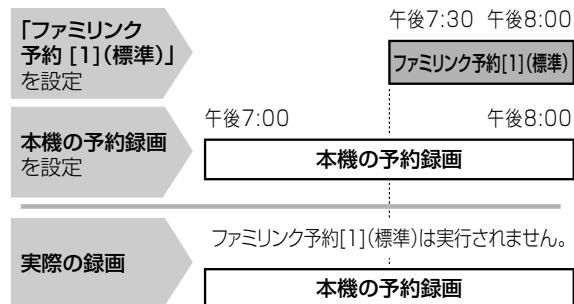 「ファミリンク
予約 [1](標準)」
を設定
午後7:30 午後8:00
ファミリンク予約[1](標準)
本機の予約録画
を設定
午後7:00 午後8:00
本機の予約録画
実際の録画
ファミリンク予約[1](標準)は実行されません。
本機の予約録画